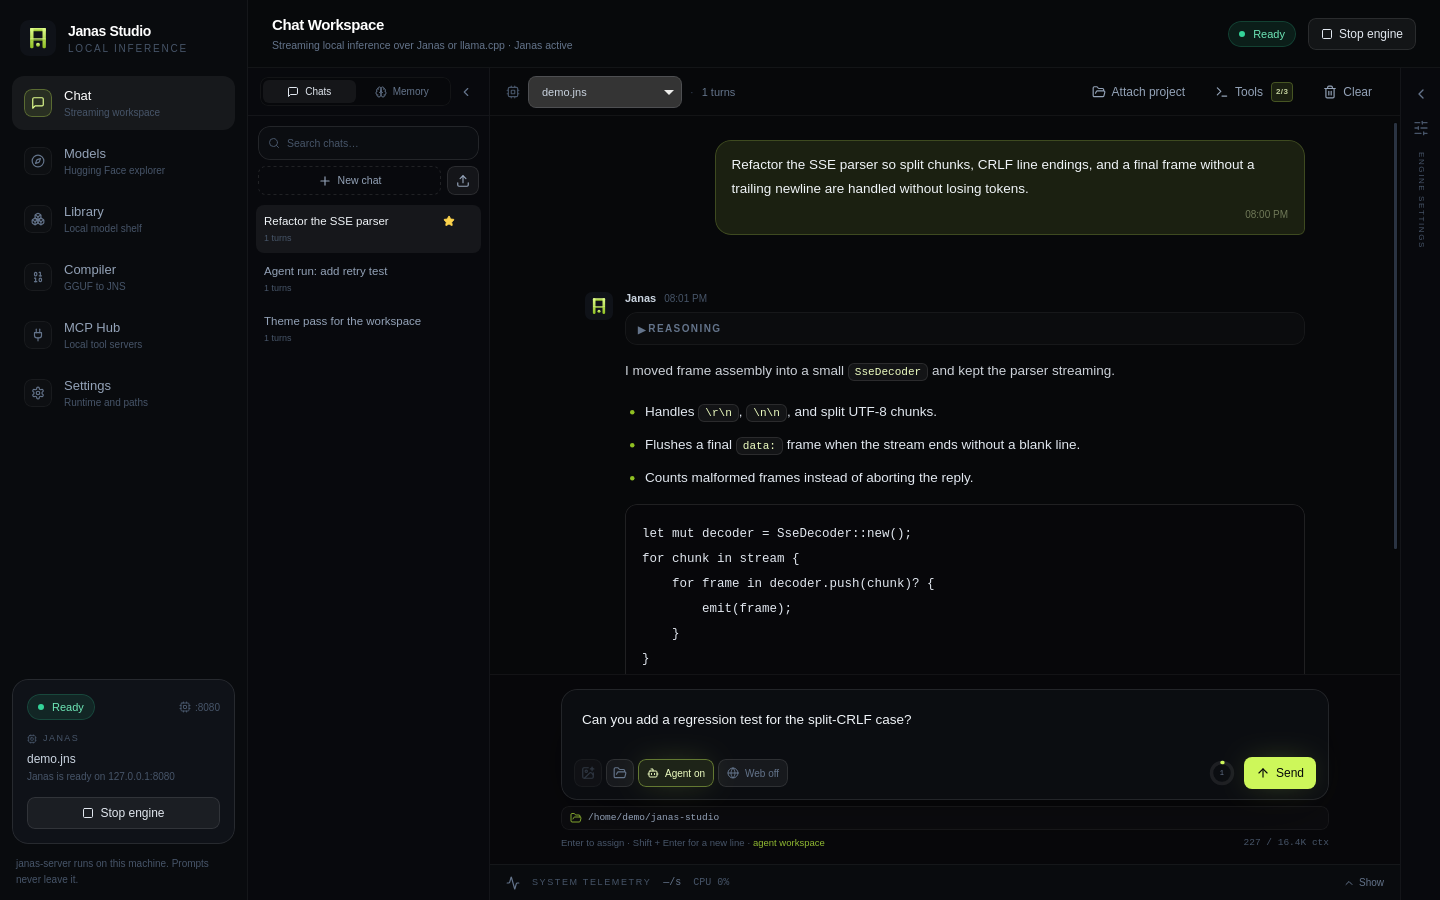 Janas Studio
LOCAL INFERENCE
Chat
Streaming workspace
Models
Hugging Face explorer
Library
Local model shelf
Compiler
GGUF to JNS
MCP Hub
Local tool servers
Settings
Runtime and paths
Ready
:8080
JANAS
demo.jns
Janas is ready on 127.0.0.1:8080
Stop engine
janas-server runs on this machine. Prompts
never leave it.
Chat Workspace
Streaming local inference over Janas or llama.cpp · Janas active
Ready
Stop engine
Chats
Memory
Search chats…
New chat
Refactor the SSE parser
1 turns
Agent run: add retry test
1 turns
Theme pass for the workspace
1 turns
demo.jns
· 1 turns
Attach project
Tools 2/3
Clear
Refactor the SSE parser so split chunks, CRLF line endings, and a final frame without a
trailing newline are handled without losing tokens.
08:00 PM
Janas 08:01 PM
▶REASONING
I moved frame assembly into a small SseDecoder and kept the parser streaming.
• Handles \r\n, \n\n, and split UTF-8 chunks.
• Flushes a final data: frame when the stream ends without a blank line.
• Counts malformed frames instead of aborting the reply.
let mut decoder = SseDecoder::new();
for chunk in stream {
    for frame in decoder.push(chunk)? {
        emit(frame);
    }
}
Can you add a regression test for the split-CRLF case?
Agent on
Web off
1
Send
/home/demo/janas-studio
Enter to assign · Shift + Enter for a new line · agent workspace
227 / 16.4K ctx
SYSTEM TELEMETRY —/s CPU 0%
Show
ENGINE SETTINGS